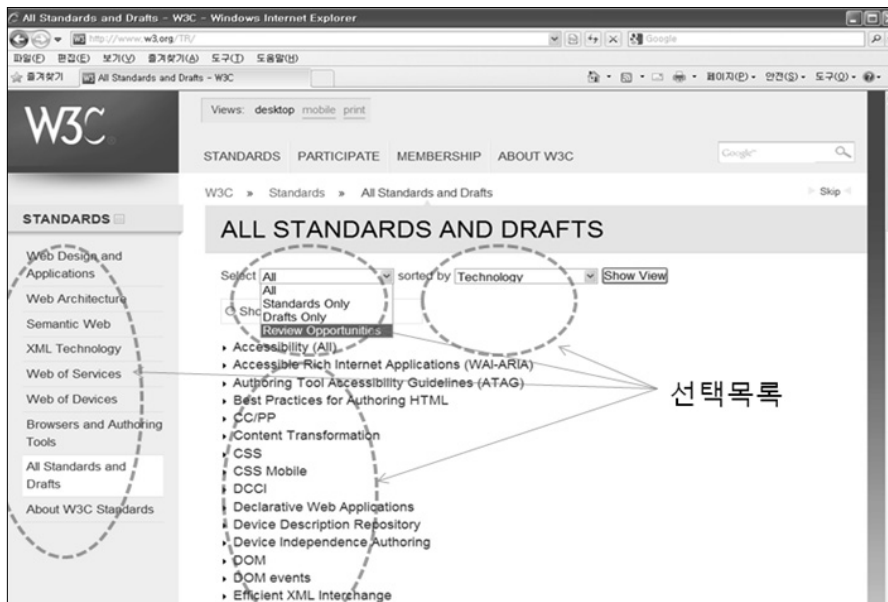 All Standards and Drafts - W3C - Windows Internet Explorer
http://www.w3.org/TR/
Google
파일(F) 편집(E) 보기(V) 즐겨찾기(A) 도구(T) 도움말(H)
즐겨찾기 All Standards and Drafts - W3C 페이지(P) 안전(S) 도구(O)
W3C
Views: desktop mobile print
STANDARDS PARTICIPATE MEMBERSHIP ABOUT W3C
Google
W3C » Standards » All Standards and Drafts Skip
STANDARDS
Web Design and
Applications
Web Architecture
Semantic Web
XML Technology
Web of Services
Web of Devices
Browsers and Authoring
Tools
All Standards and
Drafts
About W3C Standards
ALL STANDARDS AND DRAFTS
Select All sorted by Technology Show View
All
Standards Only
Drafts Only
Review Opportunities
Accessibility (All)
Accessible Rich Internet Applications (WAI-ARIA)
Authoring Tool Accessibility Guidelines (ATAG)
Best Practices for Authoring HTML
CC/PP
Content Transformation
CSS
CSS Mobile
DCCI
Declarative Web Applications
Device Description Repository
Device Independence Authoring
DOM
DOM events
Efficient XML Interchange
선택목록